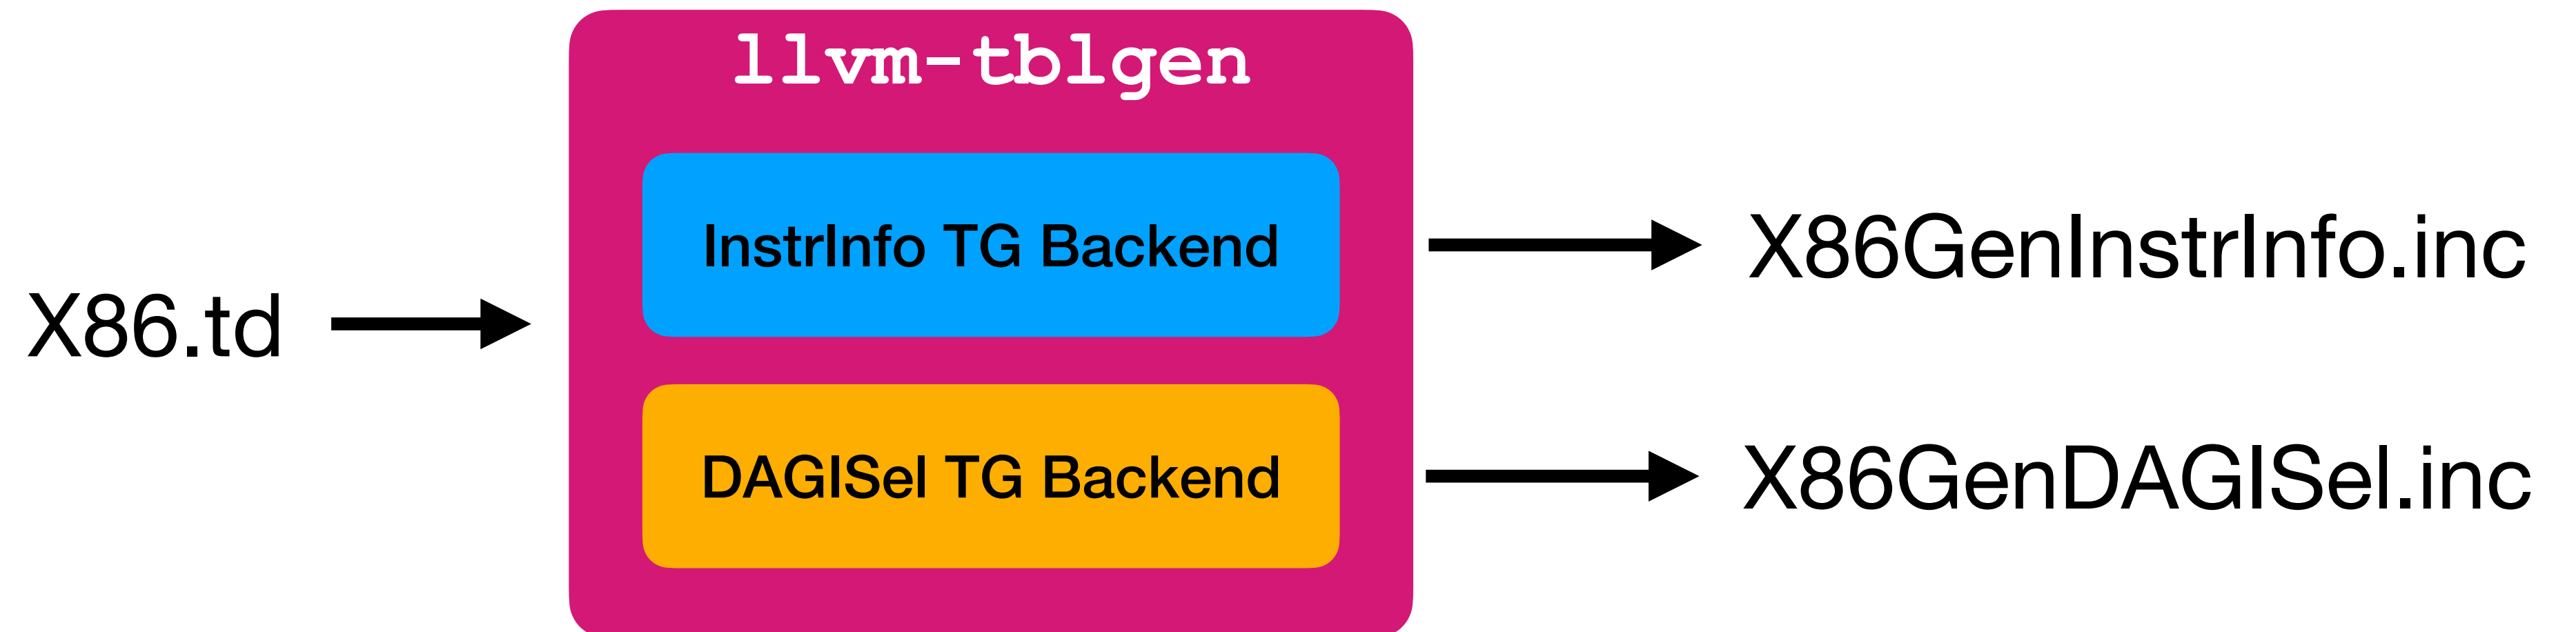 llvm-tblgen
X86.td
InstrInfo TG Backend
X86GenInstrInfo.inc
DAGISel TG Backend
X86GenDAGISel.inc